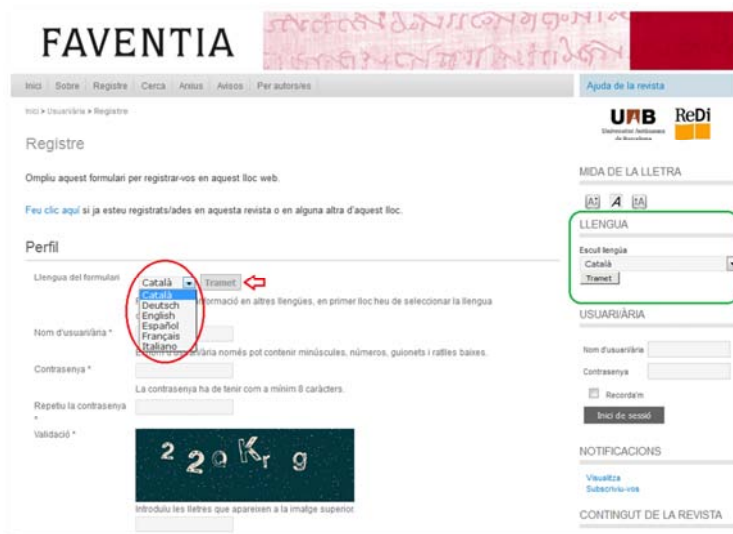 FAVENTIA
Inici Sobre Registre Cerca Arxius Avisos Per autors/es
Inici > Usuari/ària > Registre
Registre
Ompliu aquest formulari per registrar-vos en aquest lloc web.
Feu clic aquí si ja esteu registrats/ades en aquesta revista o en alguna altra d'aquest lloc.
Perfil
Llengua del formulari
Català Tramet
Català
Deutsch
English
Español
Français
Italiano
informació en altres llengües, en primer lloc heu de seleccionar la llengua
Nom d'usuari/ària *
només pot contenir minúscules, números, guionets i ratlles baixes.
Contrasenya *
La contrasenya ha de tenir com a mínim 8 caràcters.
Repetiu la contrasenya
*
Validació *
220Krg
Introduïu les lletres que apareixen a la imatge superior.
Ajuda de la revista
UAB ReDi
Universitat Autònoma
de Barcelona
MIDA DE LA LLETRA
A A A
LLENGUA
Escull llengüa
Català
Tramet
USUARI/ÀRIA
Nom d'usuari/ària
Contrasenya
Recorda'm
Inici de sessió
NOTIFICACIONS
Visualitza
Subscriviu-vos
CONTINGUT DE LA REVISTA